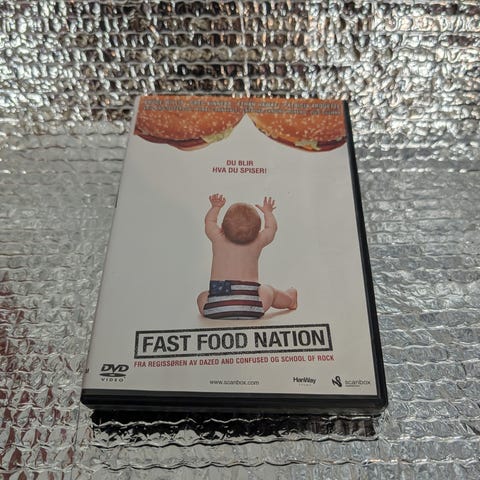 DU BLIR
HVA DU SPISER!
FAST FOOD NATION
FRA REGISSØREN AV DAZED AND CONFUSED OG SCHOOL OF ROCK
DVD
VIDEO
www.scanbox.com
HanWay
scanbox